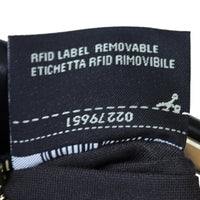 RFID LABEL REMOVABLE
ETICHETTA RFID RIMOVIBILE
02279651